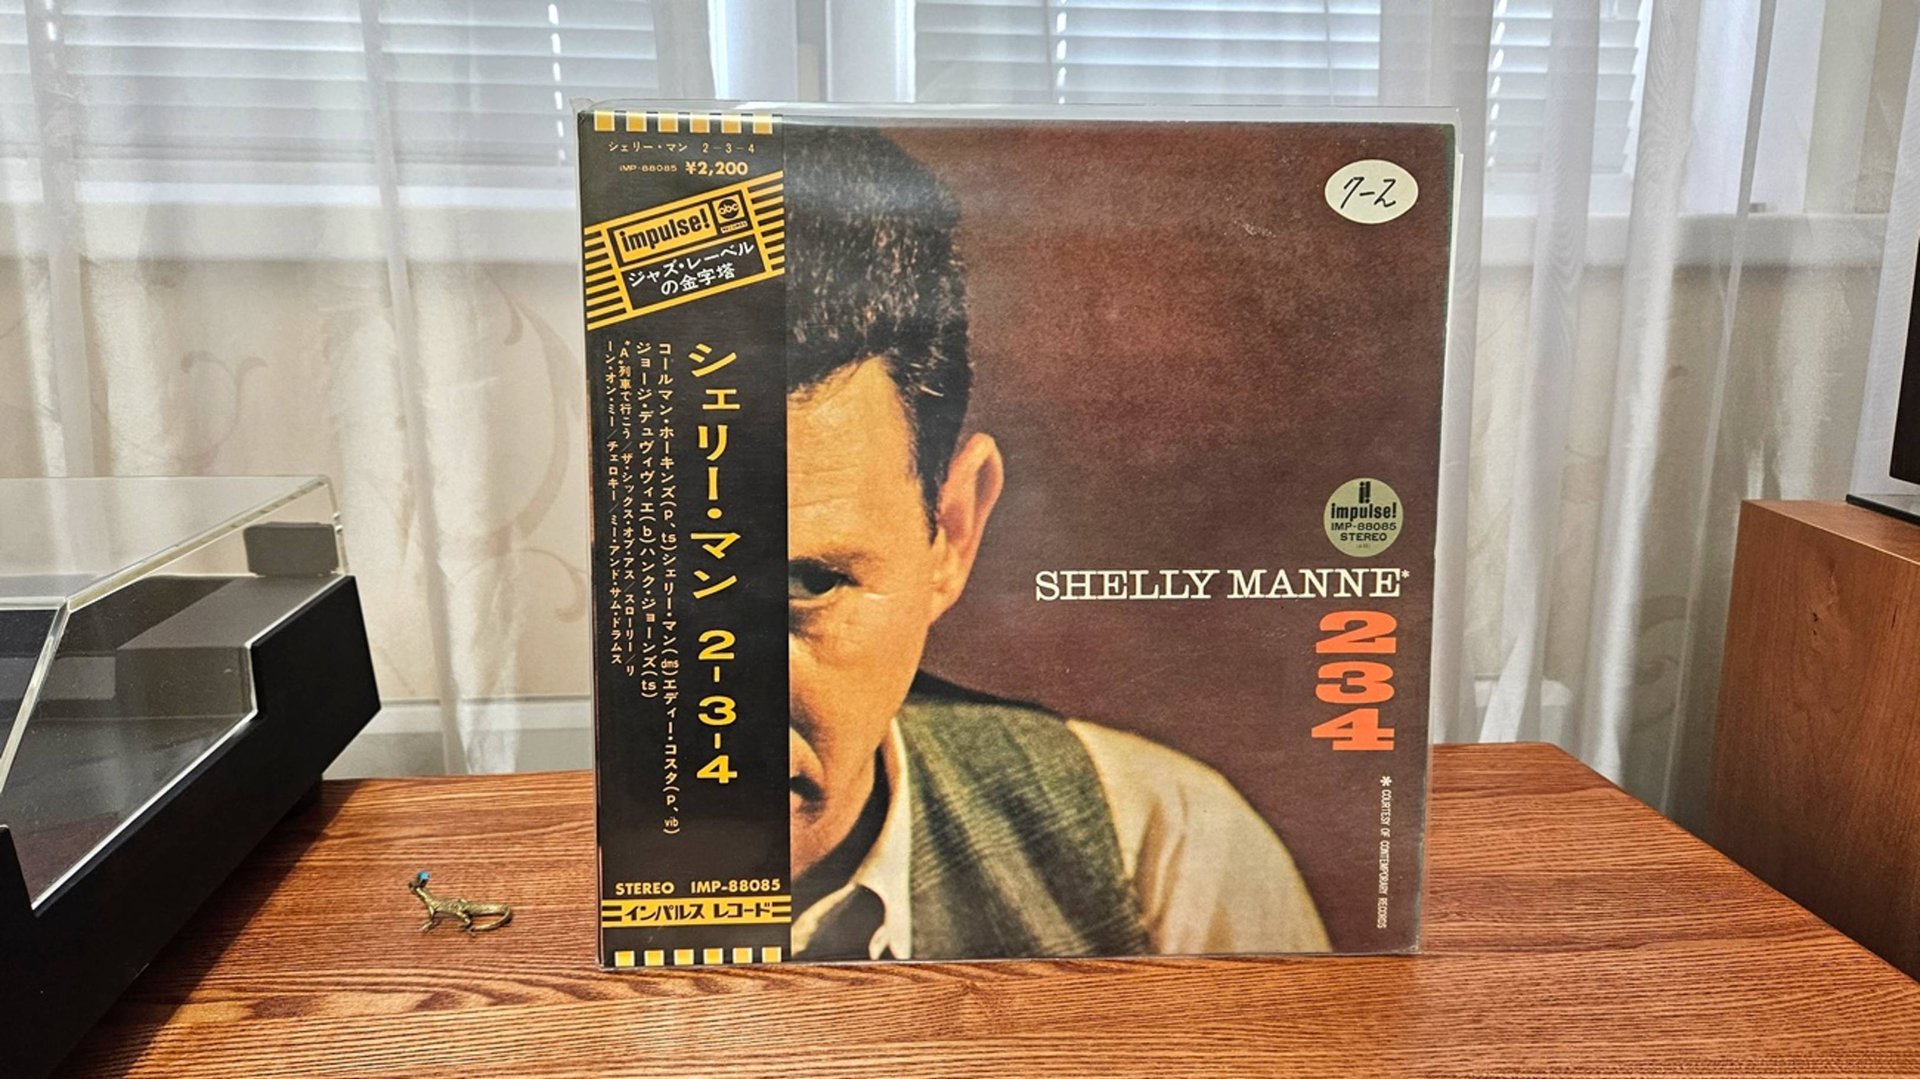 シェリー・マン 2-3-4
IMP-88085 ¥2,200
impulse! abc
ジャズ・レーベル
の金字塔
シェリー・マン 2-3-4
コールマン・ホーキンズ(p、ts)シェリー・マン(dms)エディー・コスタ(p、vib)
ジョージ・デュヴィヴィエ(b)ハンク・ジョーンズ(ts)
"A"列車で行こう/ザ・シックス・オブ・アス/スローリー/リ
ーン・オン・ミー/チェロキー/ミー・アンド・サム・ドラムス
STEREO IMP-88085
インパルス レコード
7-2
impulse!
IMP-88085
STEREO
SHELLY MANNE*
2
3
4
* COURTESY OF CONTEMPORARY RECORDS